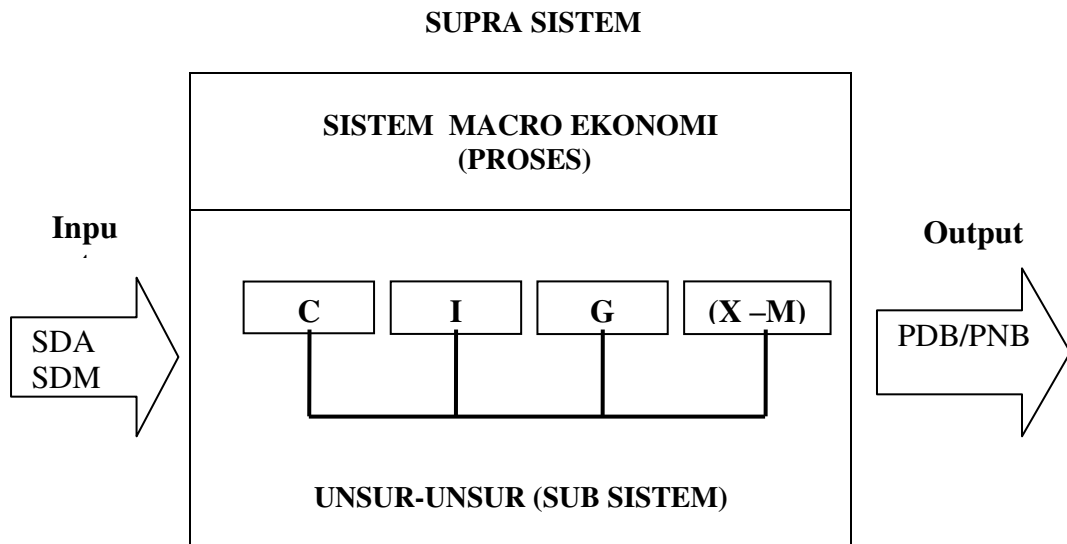 SUPRA SISTEM
SISTEM MACRO EKONOMI
(PROSES)
Inpu
SDA
SDM
C
I
G
(X –M)
UNSUR-UNSUR (SUB SISTEM)
Output
PDB/PNB